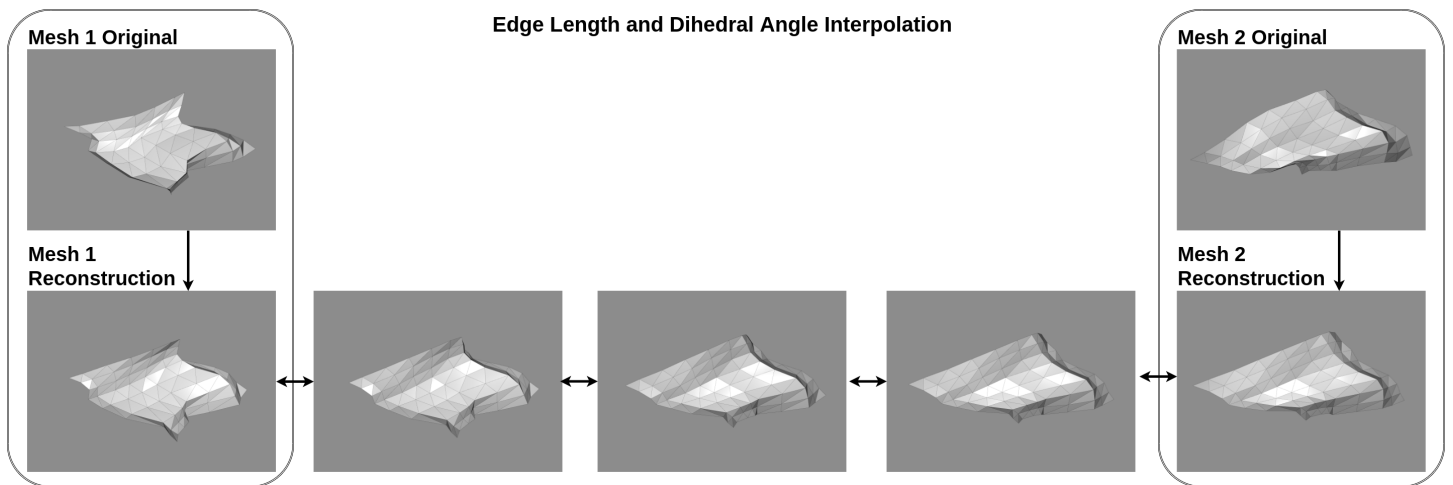 Edge Length and Dihedral Angle Interpolation
Mesh 1 Original
Mesh 2 Original
Mesh 1
Reconstruction
Mesh 2
Reconstruction